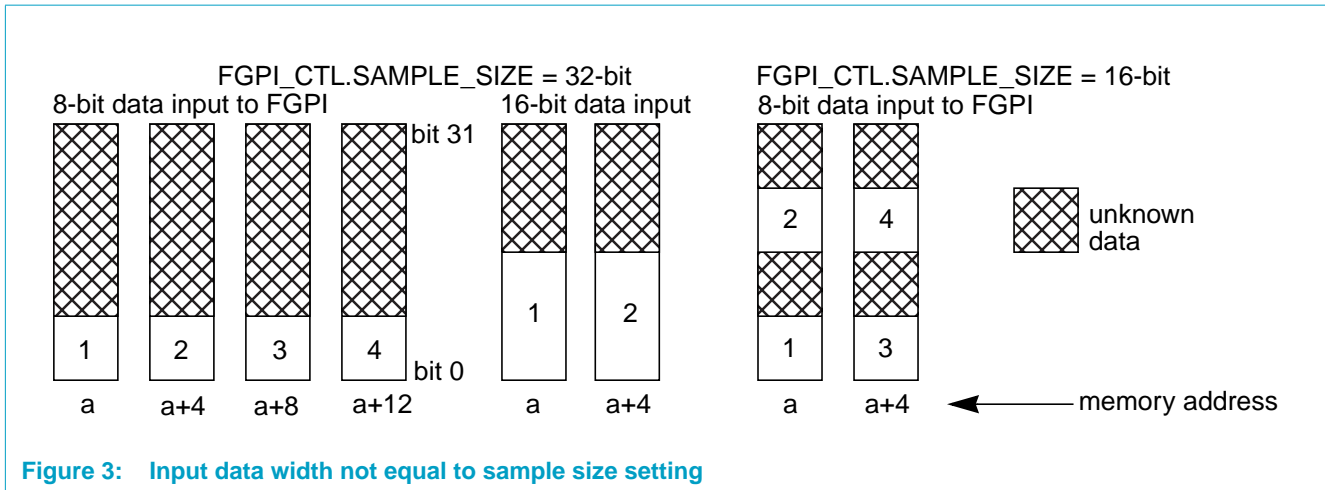 FGPI_CTL.SAMPLE_SIZE = 32-bit
8-bit data input to FGPI
16-bit data input
bit 31
1
2
3
4
bit 0
1
2
a
a+4
a+8
a+12
a
a+4
FGPI_CTL.SAMPLE_SIZE = 16-bit
8-bit data input to FGPI
2
4
1
3
a
a+4
unknown
data
memory address
Figure 3: Input data width not equal to sample size setting